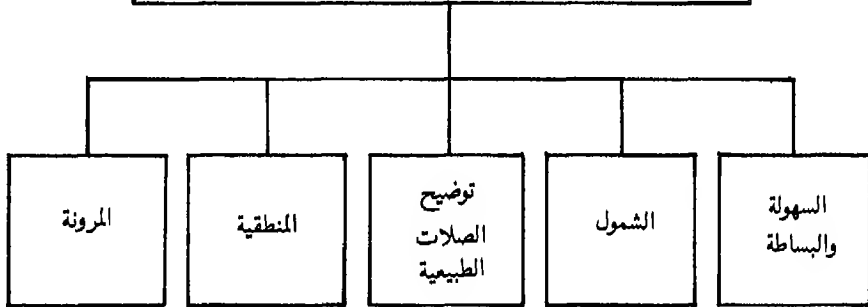 السهولة
والبساطة
الشمول
توضيح
الصلات
الطبيعية
المنطقية
المرونة